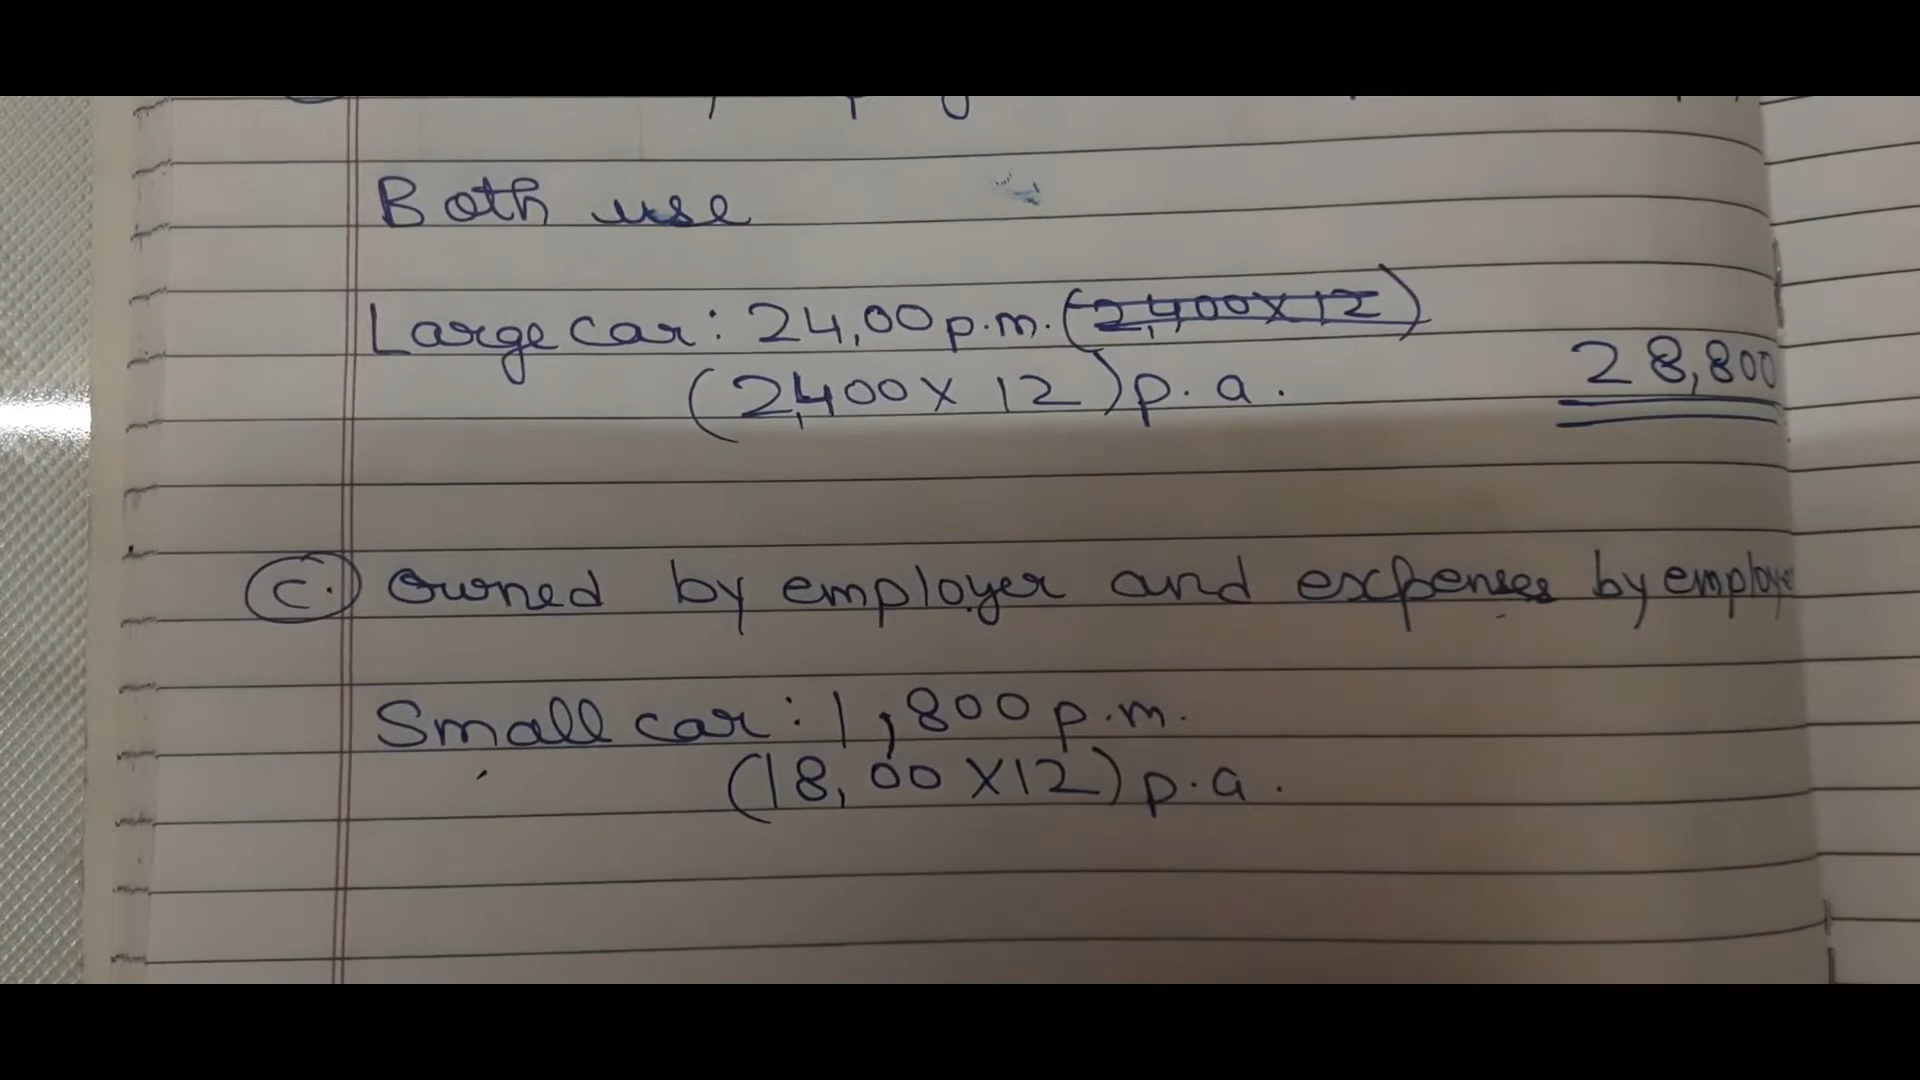 Both use
Large car: 24,00 p.m. (2,400 x 12)
(2,400 x 12) p.a.
28,800
C. Owned by employer and expenses by employe
Small car: 1,800 p.m.
(18,00 X12) p.a.